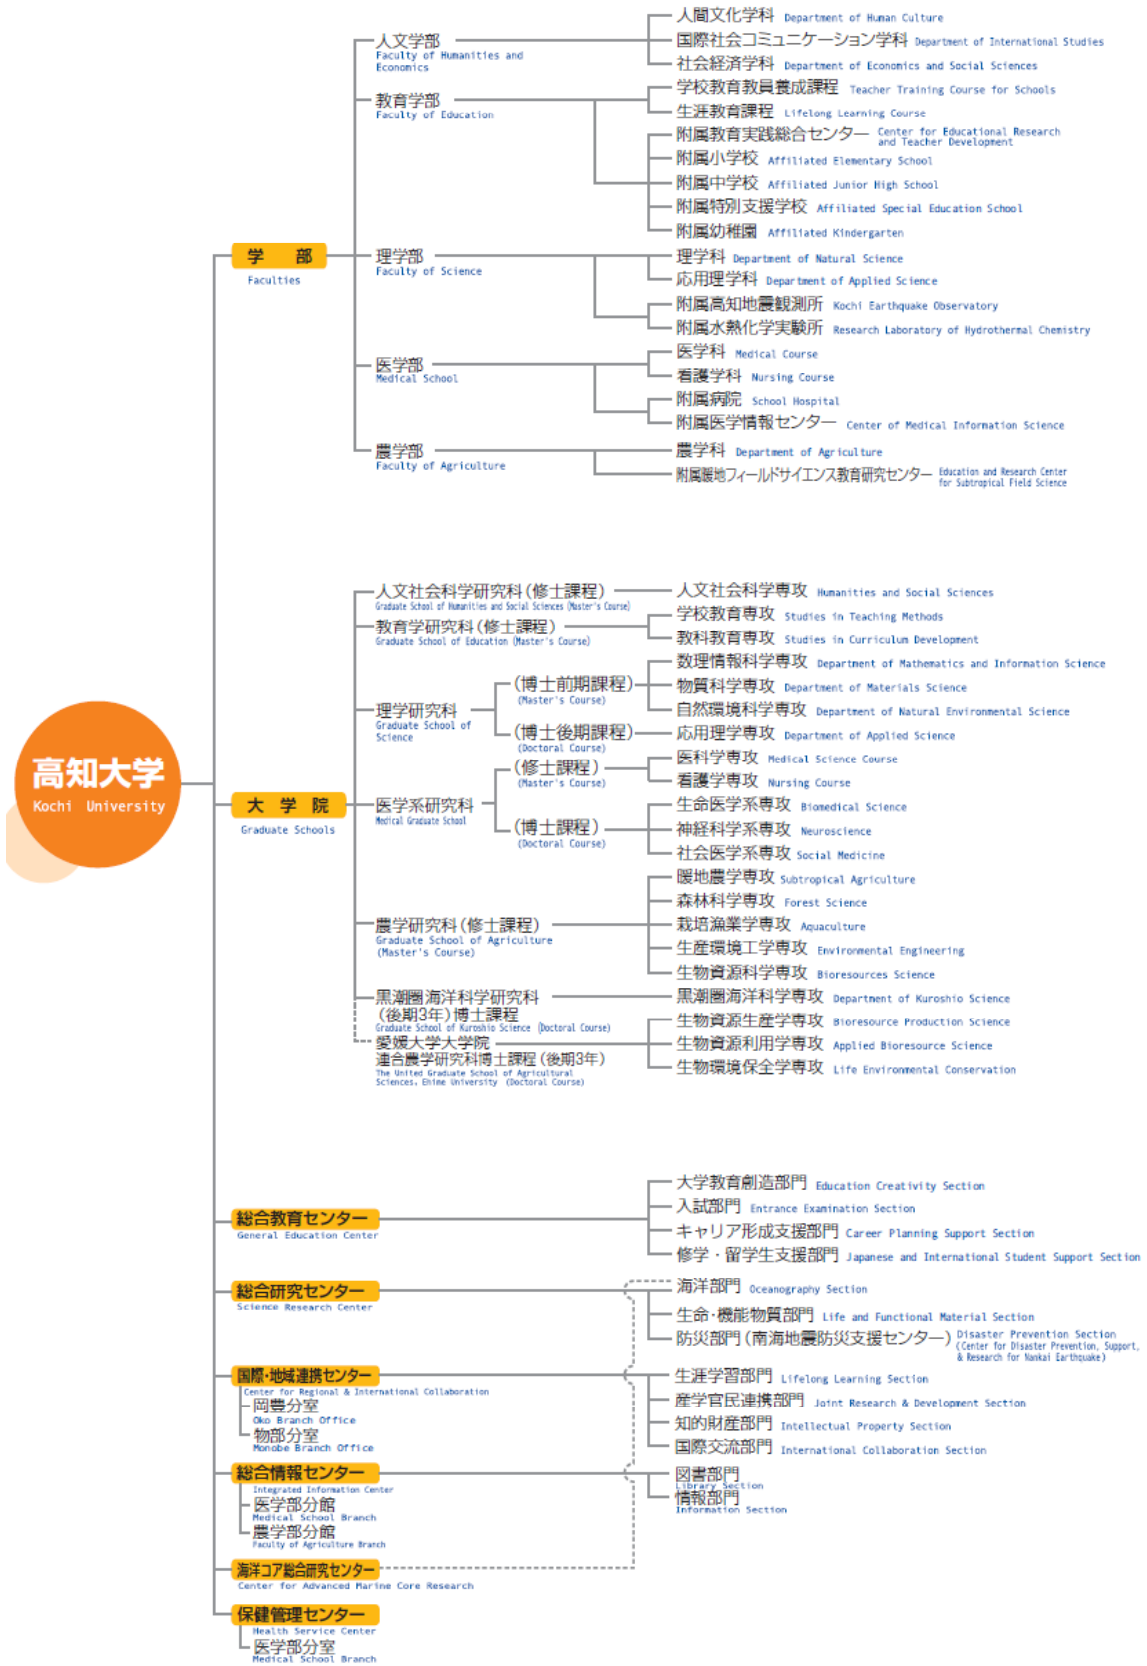 人文学部
Faculty of Humanities and
Economics
人間文化学科 Department of Human Culture
国際社会コミュニケーション学科 Department of International Studies
社会経済学科 Department of Economics and Social Sciences
教育学部
Faculty of Education
学校教育教員養成課程 Teacher Training Course for Schools
生涯教育課程 Lifelong Learning Course
附属教育実践総合センター Center for Educational Research
and Teacher Development
附属小学校 Affiliated Elementary School
附属中学校 Affiliated Junior High School
附属特別支援学校 Affiliated Special Education School
附属幼稚園 Affiliated Kindergarten
学 部
Faculties
理学部
Faculty of Science
理学科 Department of Natural Science
応用理学科 Department of Applied Science
附属高知地震観測所 Kochi Earthquake Observatory
附属水熱化学実験所 Research Laboratory of Hydrothermal Chemistry
医学部
Medical School
医学科 Medical Course
看護学科 Nursing Course
附属病院 School Hospital
附属医学情報センター Center of Medical Information Science
農学部
Faculty of Agriculture
農学科 Department of Agriculture
附属暖地フィールドサイエンス教育研究センター Education and Research Center
for Subtropical Field Science
人文社会科学研究科(修士課程)
Graduate School of Humanities and Social Sciences (Master's Course)
人文社会科学専攻 Humanities and Social Sciences
教育学研究科(修士課程)
Graduate School of Education (Master's Course)
学校教育専攻 Studies in Teaching Methods
教科教育専攻 Studies in Curriculum Development
理学研究科
Graduate School of
Science
(博士前期課程)
(Master's Course)
数理情報科学専攻 Department of Mathematics and Information Science
物質科学専攻 Department of Materials Science
自然環境科学専攻 Department of Natural Environmental Science
(博士後期課程)
(Doctoral Course)
応用理学専攻 Department of Applied Science
高知大学
Kochi University
大 学 院
Graduate Schools
医学系研究科
Medical Graduate School
(修士課程)
(Master's Course)
医科学専攻 Medical Science Course
看護学専攻 Nursing Course
(博士課程)
(Doctoral Course)
生命医学系専攻 Biomedical Science
神経科学系専攻 Neuroscience
社会医学系専攻 Social Medicine
農学研究科(修士課程)
Graduate School of Agriculture
(Master's Course)
暖地農学専攻 Subtropical Agriculture
森林科学専攻 Forest Science
栽培漁業学専攻 Aquaculture
生産環境工学専攻 Environmental Engineering
生物資源科学専攻 Bioresources Science
黒潮圏海洋科学研究科
(後期3年)博士課程
Graduate School of Kuroshio Science (Doctoral Course)
黒潮圏海洋科学専攻 Department of Kuroshio Science
愛媛大学大学院
連合農学研究科博士課程(後期3年)
The United Graduate School of Agricultural
Sciences, Ehime University (Doctoral Course)
生物資源生産学専攻 Bioresource Production Science
生物資源利用学専攻 Applied Bioresource Science
生物環境保全学専攻 Life Environmental Conservation
総合教育センター
General Education Center
大学教育創造部門 Education Creativity Section
入試部門 Entrance Examination Section
キャリア形成支援部門 Career Planning Support Section
修学・留学生支援部門 Japanese and International Student Support Section
総合研究センター
Science Research Center
海洋部門 Oceanography Section
生命・機能物質部門 Life and Functional Material Section
防災部門(南海地震防災支援センター) Disaster Prevention Section
(Center for Disaster Prevention, Support,
& Research for Nankai Earthquake)
国際・地域連携センター
Center for Regional & International Collaboration
岡豊分室
Oko Branch Office
物部分室
Monobe Branch Office
生涯学習部門 Lifelong Learning Section
産学官民連携部門 Joint Research & Development Section
知的財産部門 Intellectual Property Section
国際交流部門 International Collaboration Section
総合情報センター
Integrated Information Center
医学部分館
Medical School Branch
農学部分館
Faculty of Agriculture Branch
図書部門
Library Section
情報部門
Information Section
海洋コア総合研究センター
Center for Advanced Marine Core Research
保健管理センター
Health Service Center
医学部分室
Medical School Branch